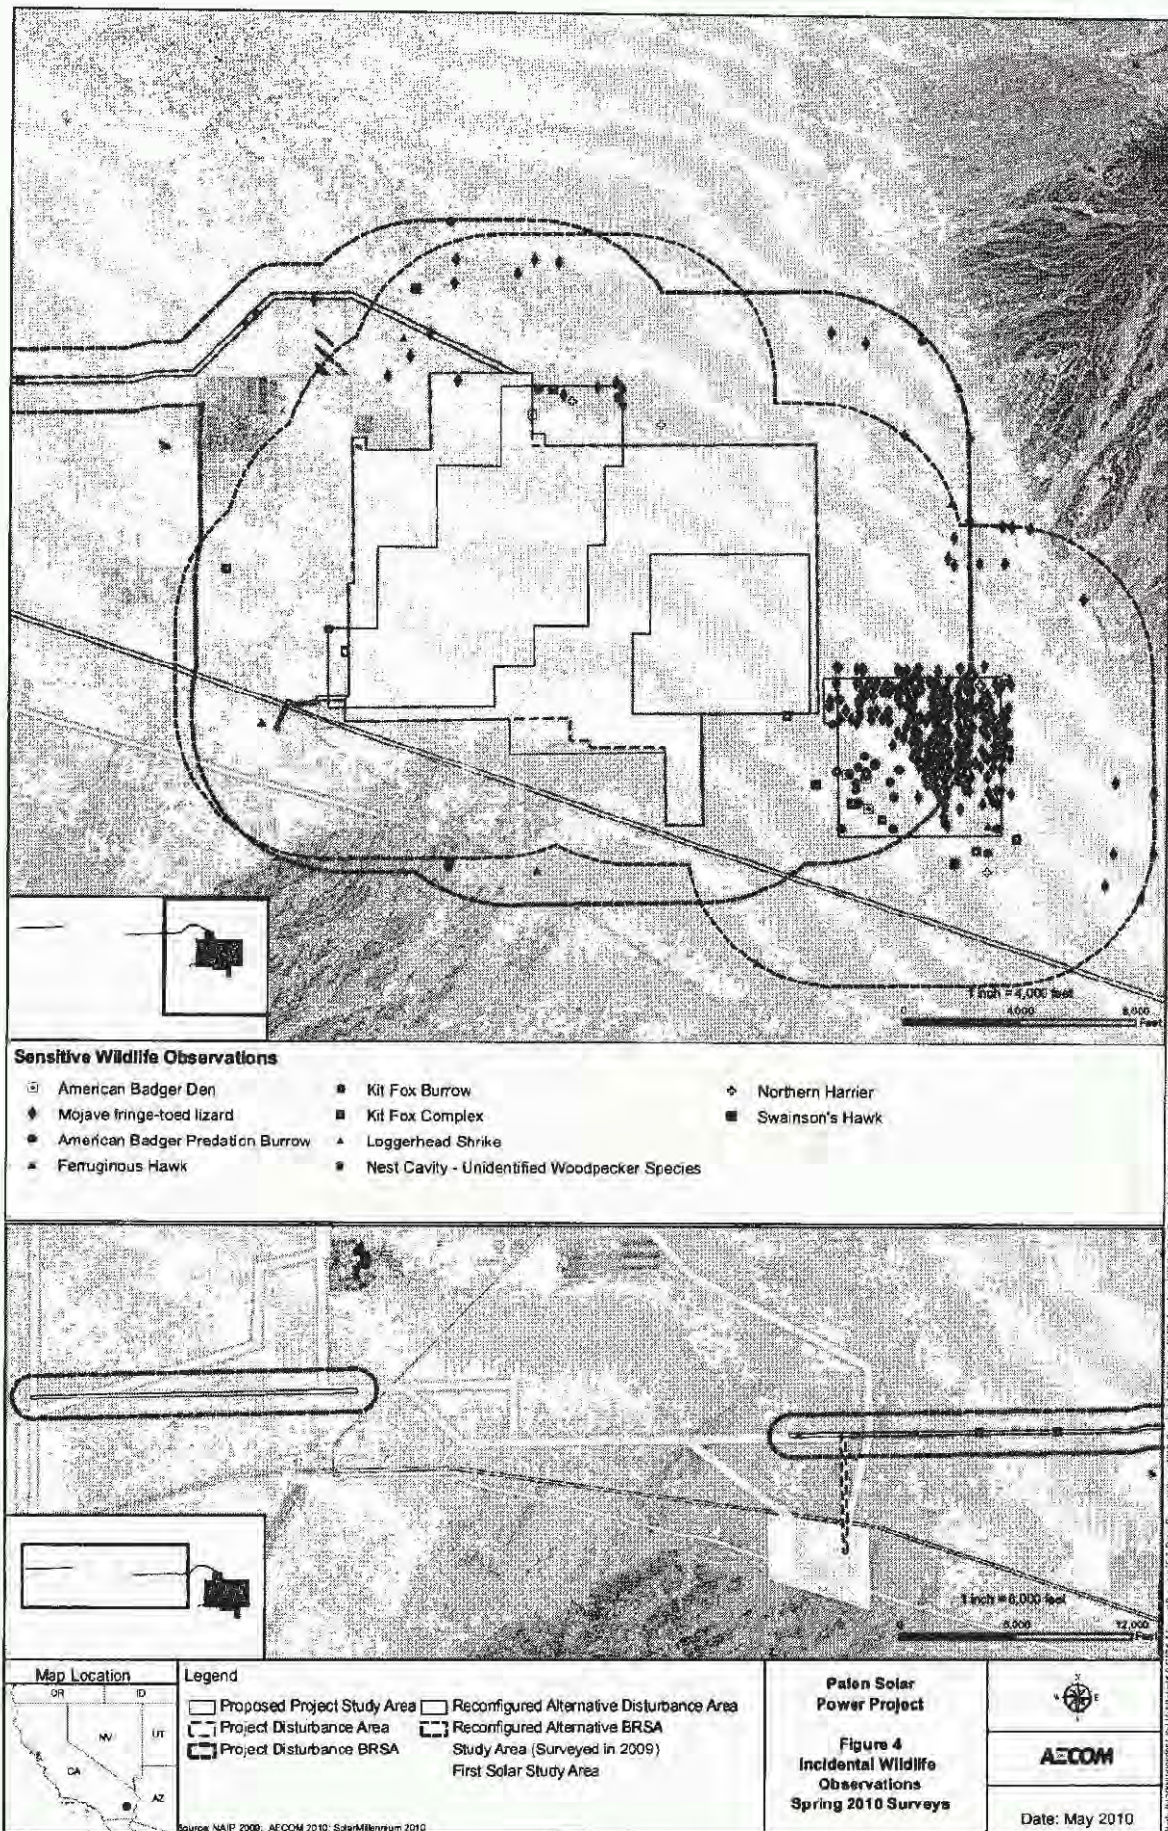 1 inch = 4,000 feet
0 4,000 8,000
Feet
Sensitive Wildlife Observations
American Badger Den
Mojave fringe-toed lizard
American Badger Predation Burrow
Ferruginous Hawk
Kit Fox Burrow
Kit Fox Complex
Loggerhead Shrike
Nest Cavity - Unidentified Woodpecker Species
Northern Harrier
Swainson's Hawk
1 inch = 6,000 feet
0 6,000 12,000
Feet
Map Location
OR ID
NV UT
CA
AZ
Legend
Proposed Project Study Area
Project Disturbance Area
Project Disturbance BRSA
Reconfigured Alternative Disturbance Area
Reconfigured Alternative BRSA
Study Area (Surveyed in 2009)
First Solar Study Area
Source: NAIP 2009; AECOM 2010; SolarMillennium 2010
Palen Solar
Power Project
Figure 4
Incidental Wildlife
Observations
Spring 2010 Surveys
N
W E
S
AECOM
Date: May 2010